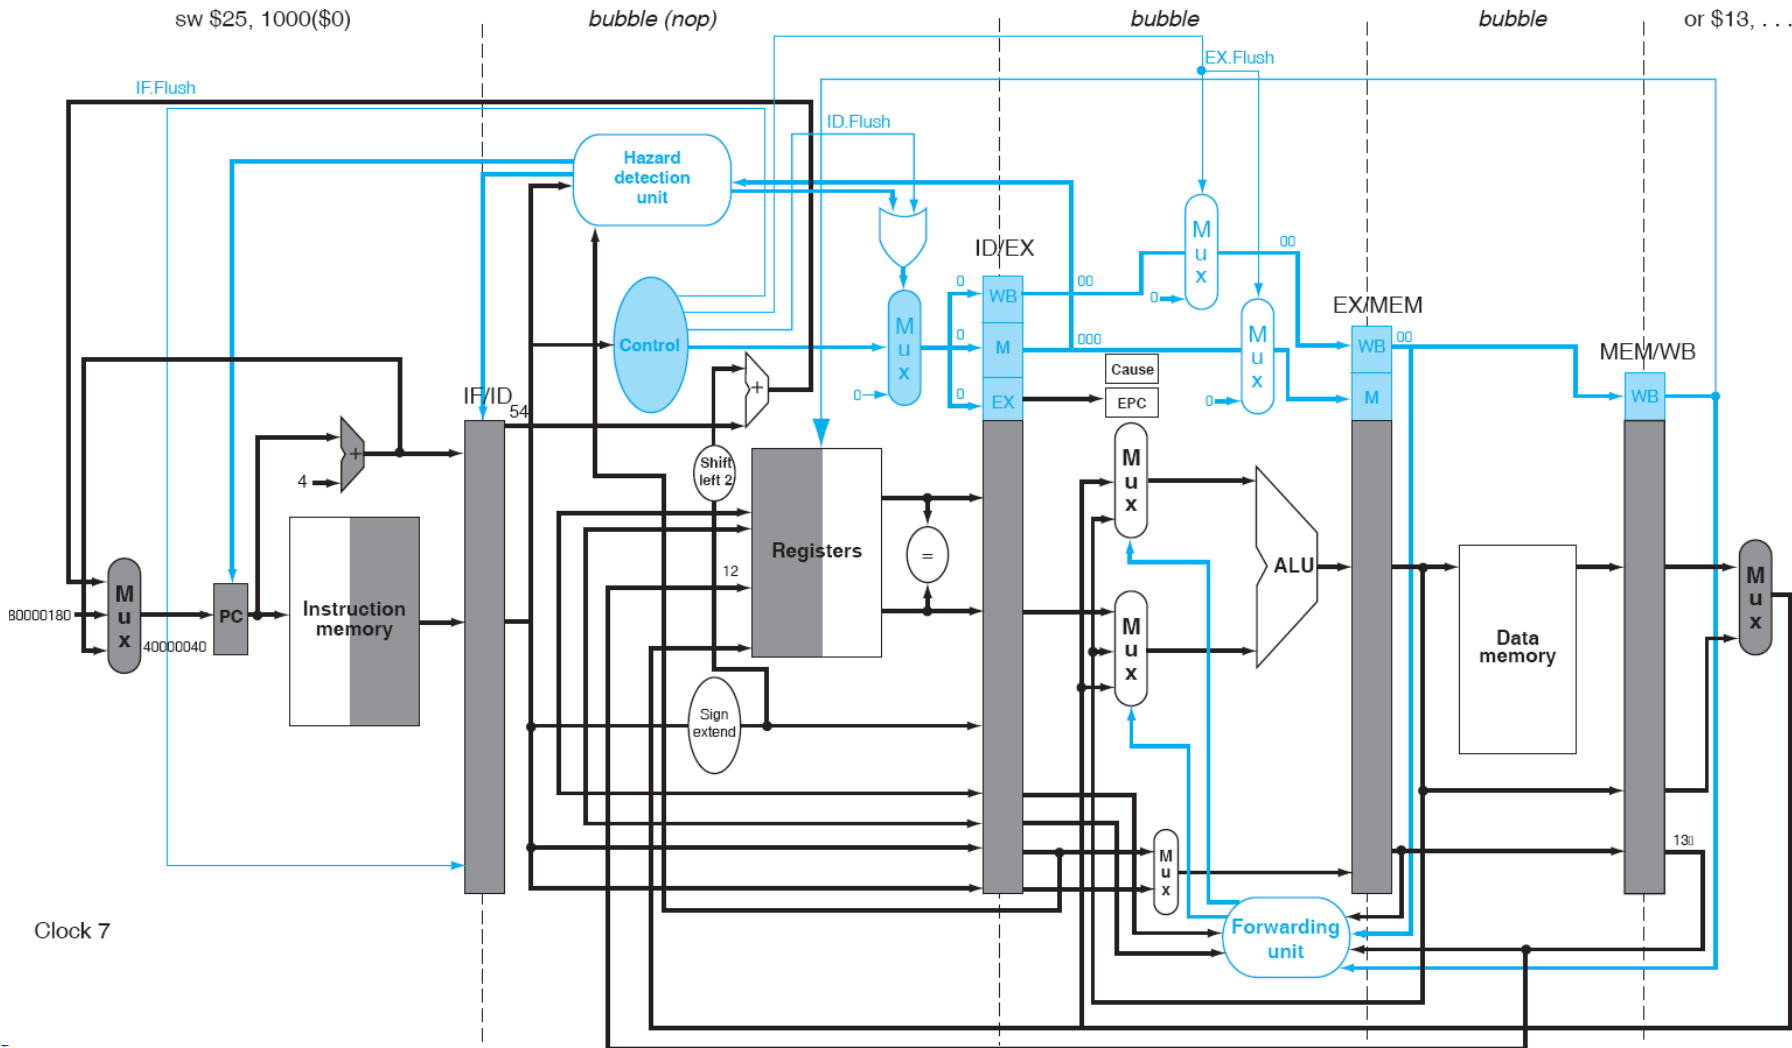 sw $25, 1000($0)
bubble (nop)
bubble
bubble
or $13, . . .
EX.Flush
IF.Flush
ID.Flush
Hazard
detection
unit
M
u
x
0
00
ID/EX
0
WB
00
Control
M
u
x
0
0
M
000
0
EX
M
u
x
0
EX/MEM
WB
00
M
MEM/WB
WB
Cause
EPC
IF/ID
54
+
+
4
Shift
left 2
M
u
x
M
u
x
80000180
40000040
PC
Instruction
memory
12
Registers
=
M
u
x
ALU
Data
memory
M
u
x
Sign
extend
M
u
x
13
Forwarding
unit
Clock 7